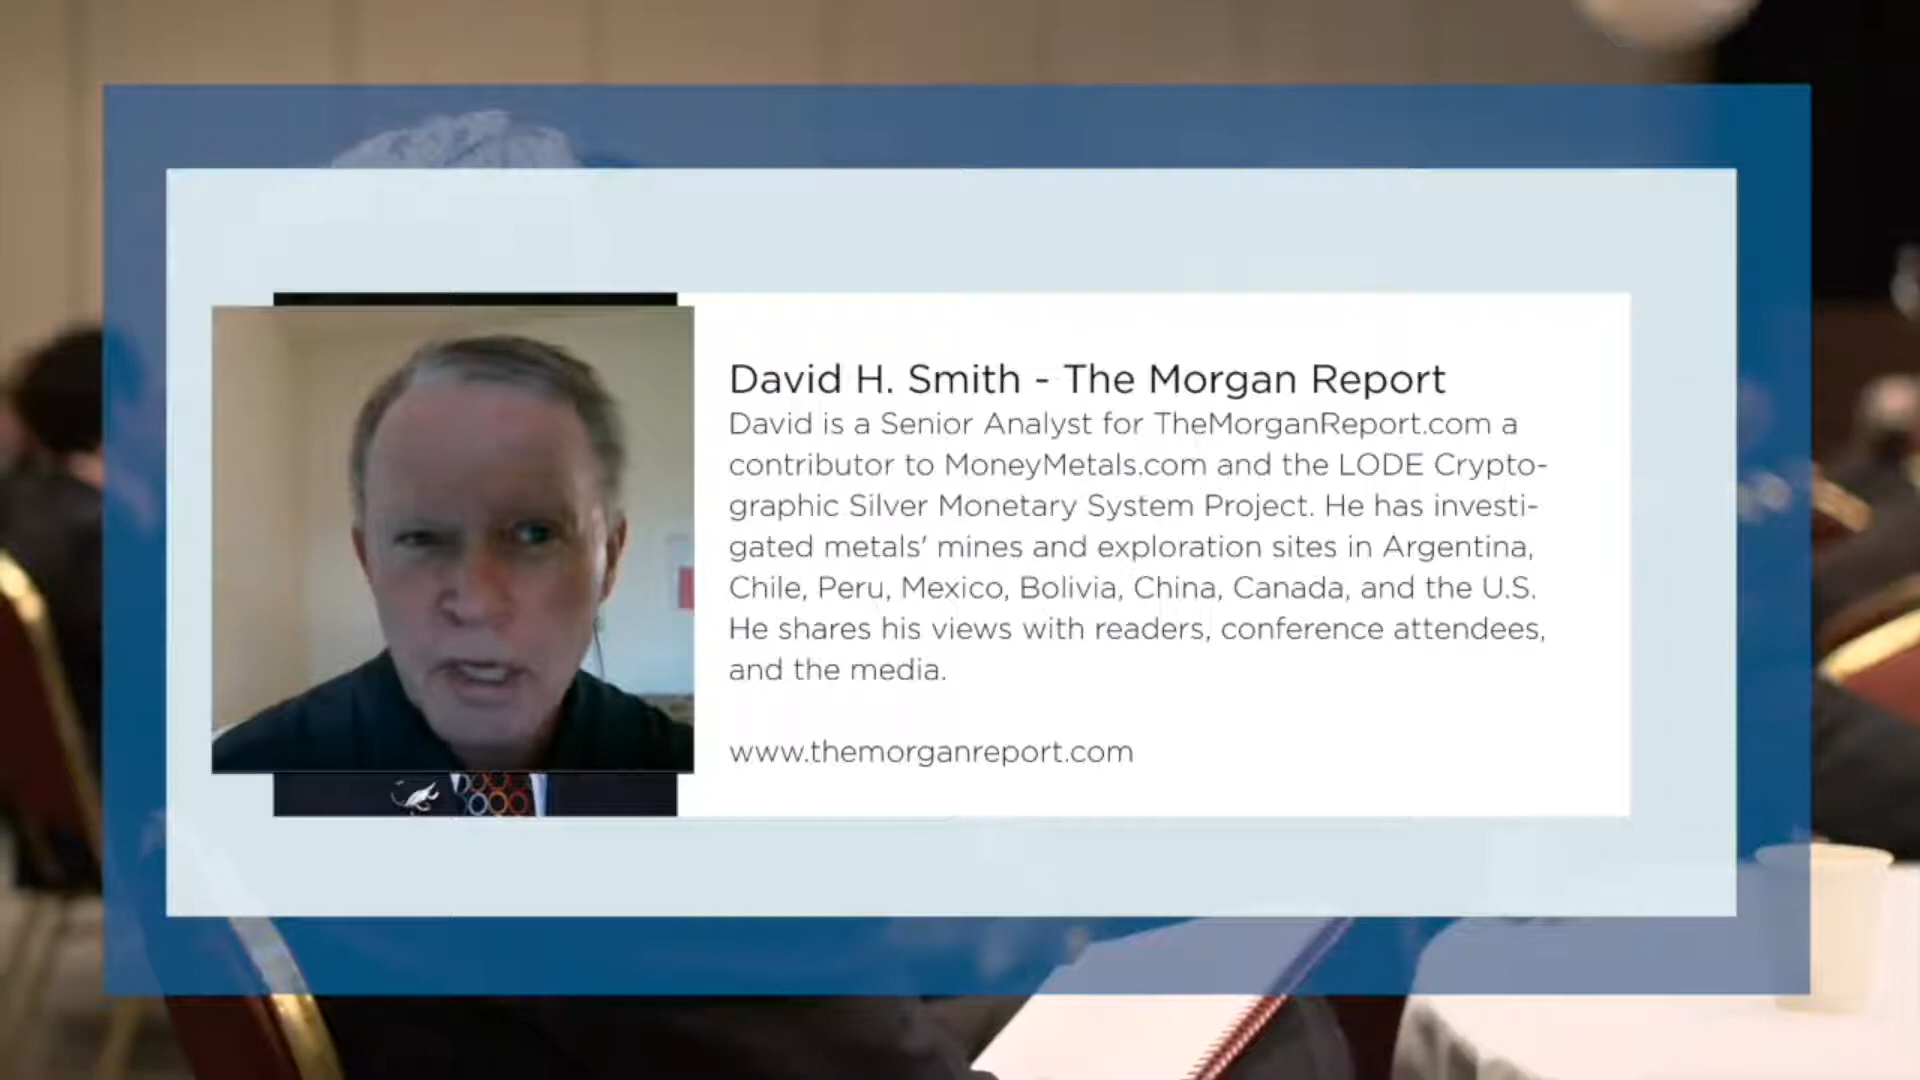 David H. Smith - The Morgan Report
David is a Senior Analyst for TheMorganReport.com a
contributor to MoneyMetals.com and the LODE Crypto-
graphic Silver Monetary System Project. He has investi-
gated metals' mines and exploration sites in Argentina,
Chile, Peru, Mexico, Bolivia, China, Canada, and the U.S.
He shares his views with readers, conference attendees,
and the media.
www.themorganreport.com